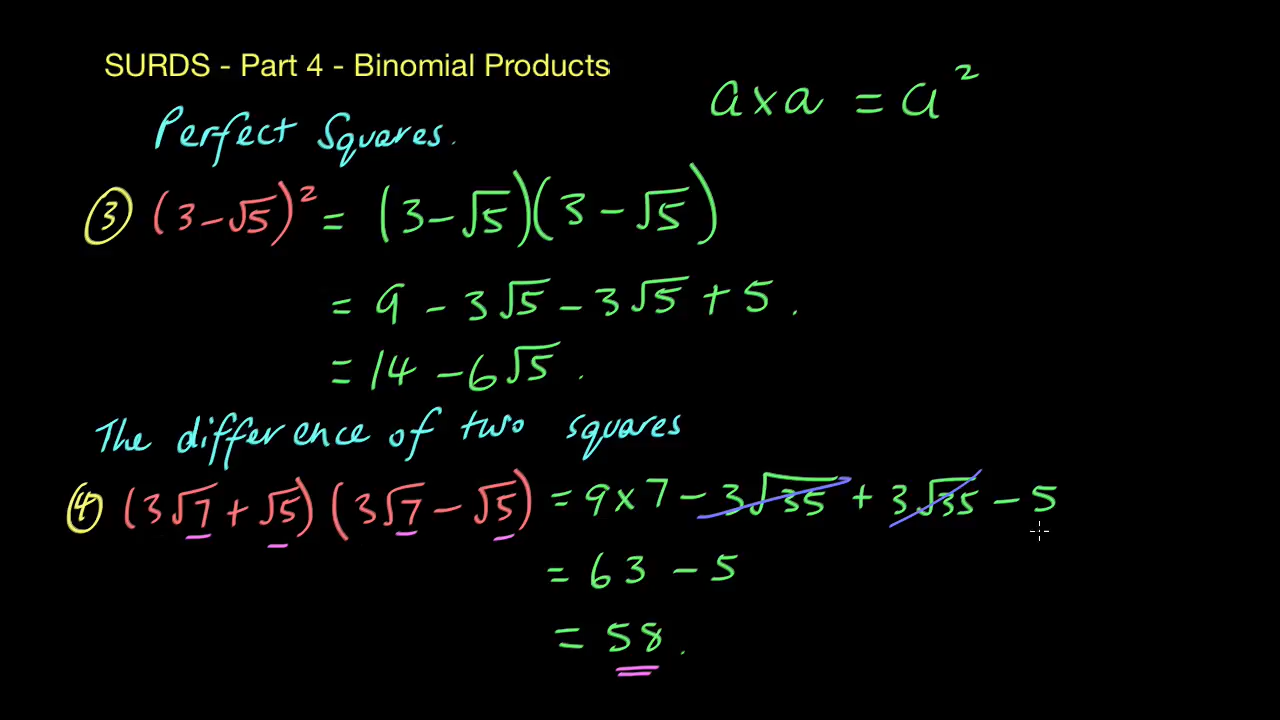 SURDS - Part 4 - Binomial Products
a × a = a²
Perfect Squares.
③ (3-√5)² = (3-√5)(3-√5)
= 9 - 3√5 - 3√5 + 5.
= 14 - 6√5.
The difference of two squares
④ (3√7 + √5)(3√7 - √5) = 9×7 - 3√35 + 3√35 - 5
= 63 - 5
= 58.